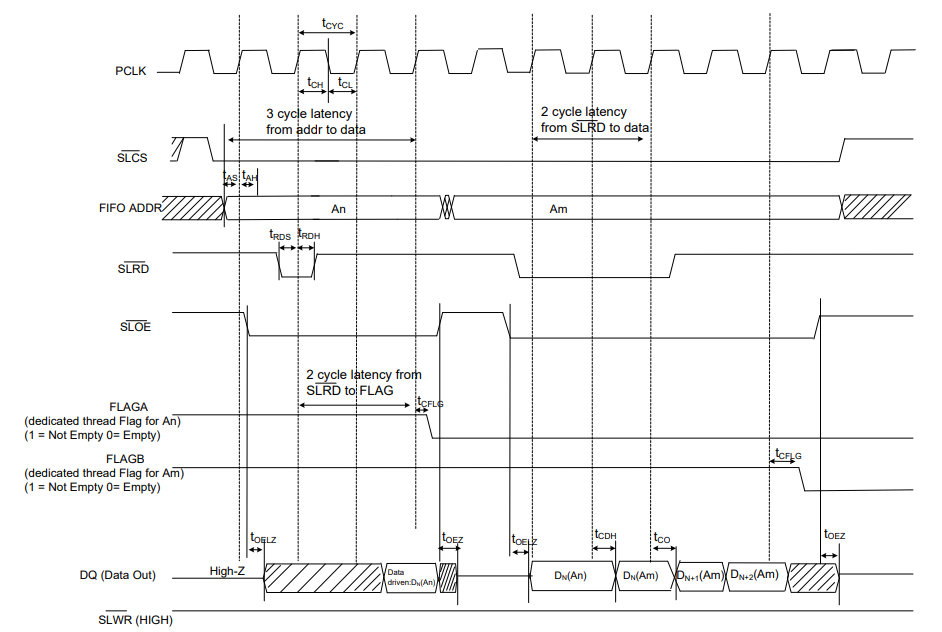 tCYC
PCLK
tCH
tCL
3 cycle latency
from addr to data
2 cycle latency
from SLRD to data
SLCS
tAS
tAH
FIFO ADDR
An
Am
tRDS
tRDH
SLRD
SLOE
2 cycle latency from
SLRD to FLAG
tCFLG
FLAGA
(dedicated thread Flag for An)
(1 = Not Empty 0= Empty)
FLAGB
(dedicated thread Flag for Am)
(1 = Not Empty 0= Empty)
tCFLG
tOELZ
tOEZ
tOELZ
tCDH
tCO
tOEZ
DQ (Data Out)
High-Z
Data
driven:DN(An)
DN(An)
DN(Am)
DN+1(Am)
DN+2(Am)
SLWR (HIGH)